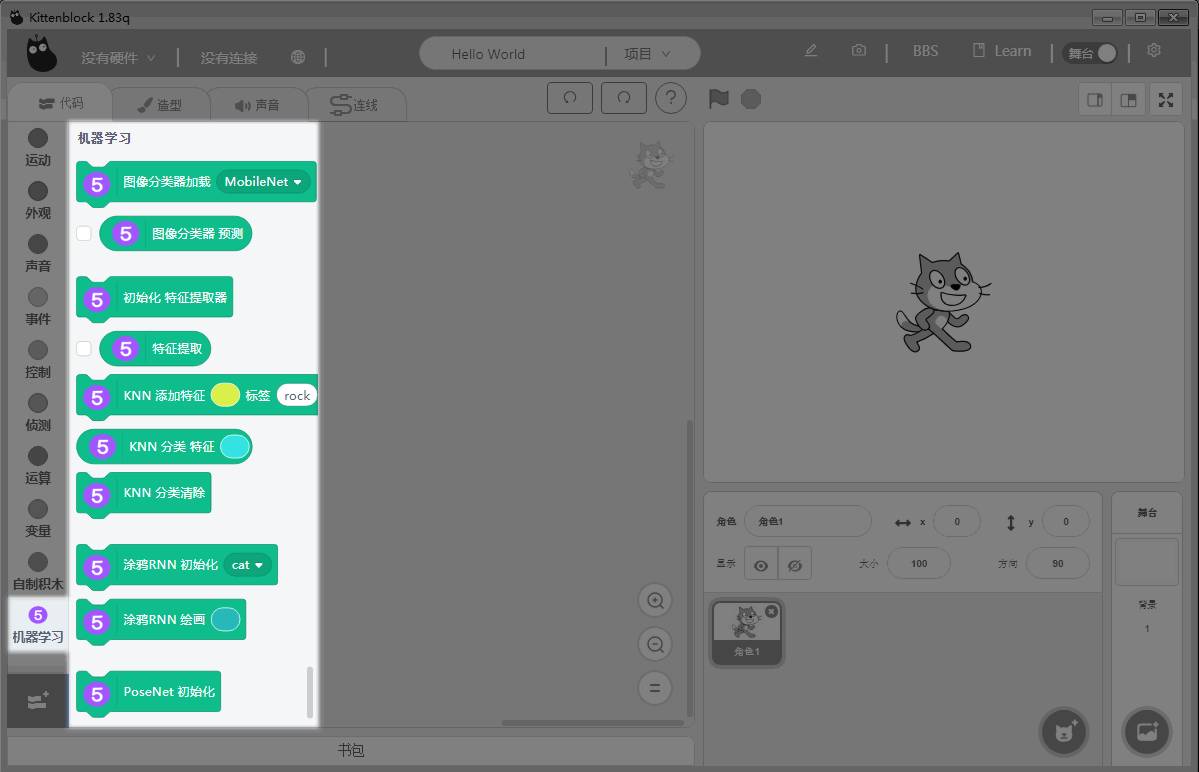 Kittenblock 1.83q
没有硬件
没有连接
Hello World
项目
BBS
Learn
舞台
代码
造型
声音
连线
?
运动
外观
声音
事件
控制
侦测
运算
变量
自制积木
5
机器学习
机器学习
5 图像分类器加载 MobileNet
5 图像分类器 预测
5 初始化 特征提取器
5 特征提取
5 KNN 添加特征 标签 rock
5 KNN 分类 特征
5 KNN 分类清除
5 涂鸦RNN 初始化 cat
5 涂鸦RNN 绘画
5 PoseNet 初始化
书包
角色 角色1 x 0 y 0
显示 大小 100 方向 90
角色1
舞台
背景
1